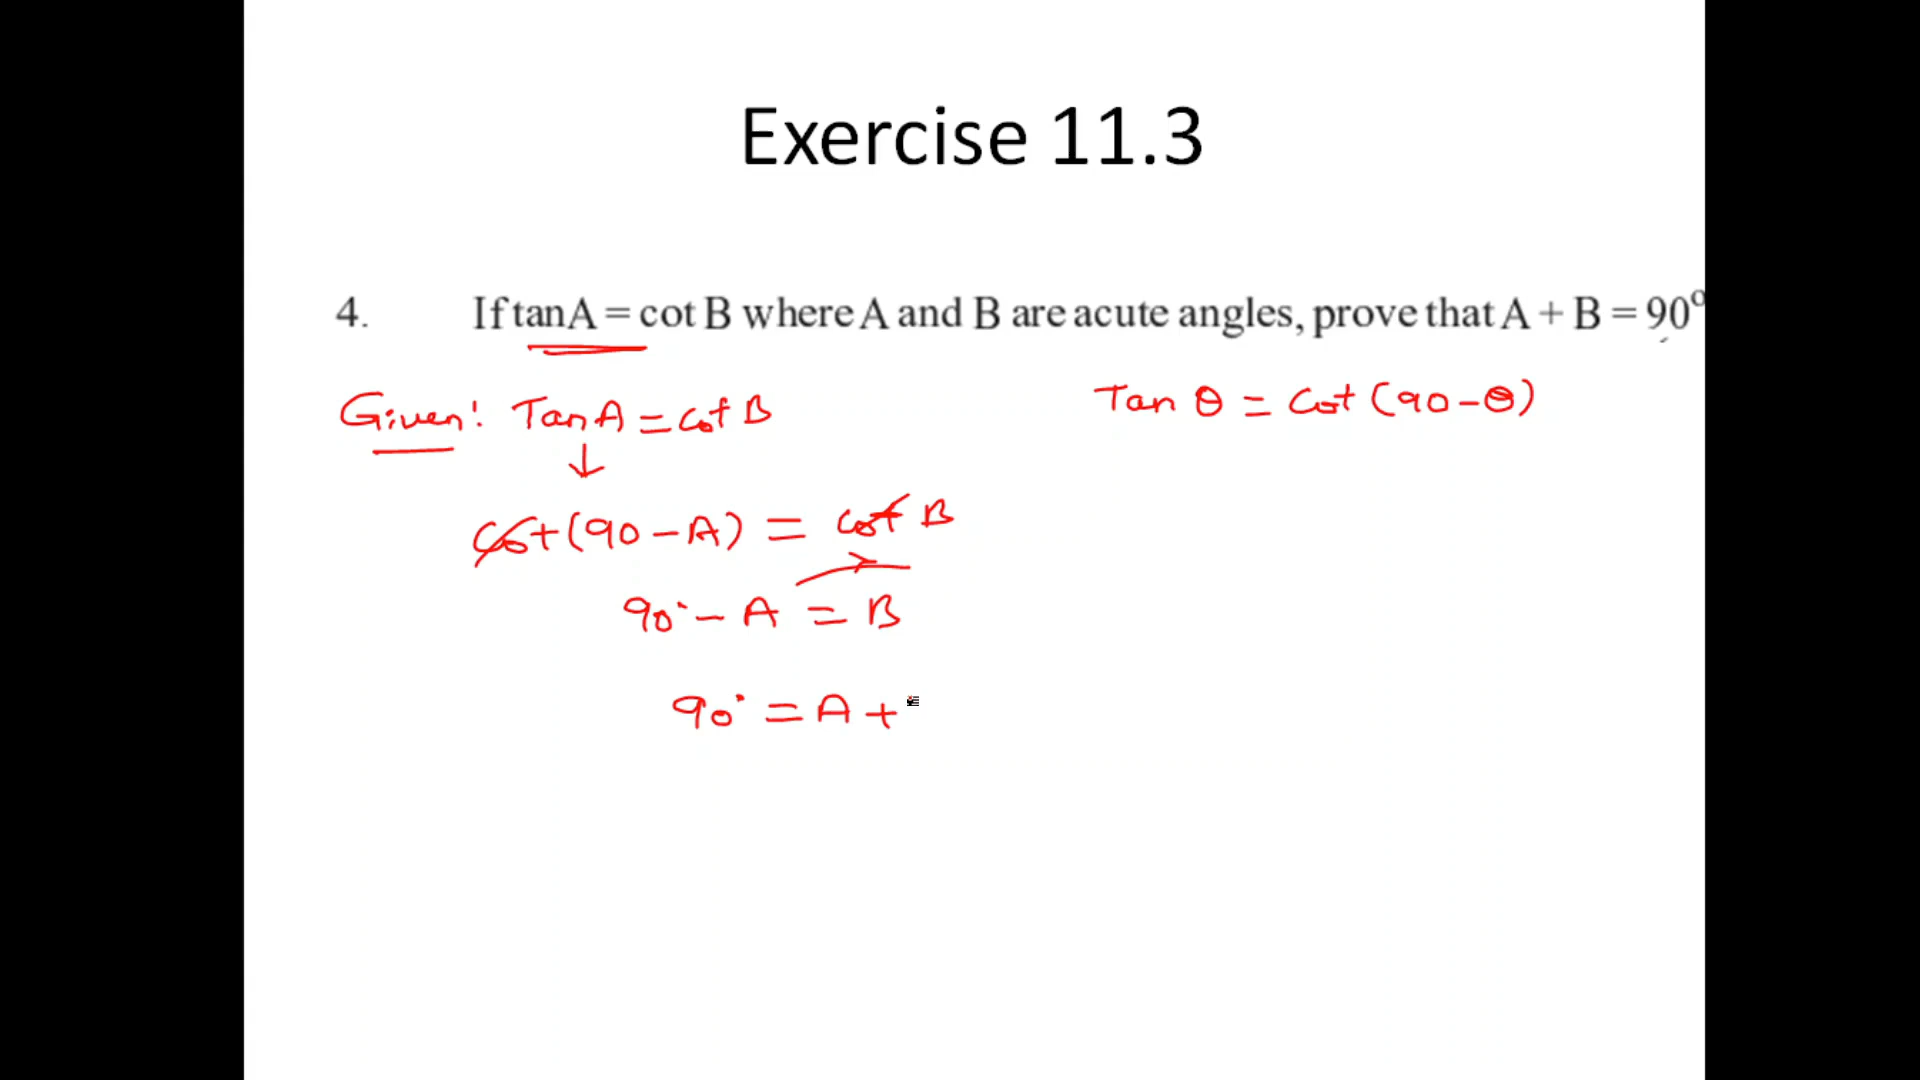 Exercise 11.3
4. If tanA = cot B where A and B are acute angles, prove that A + B = 90°
Given: Tan A = cot B
Tan θ = Cot (90-θ)
cot (90-A) = cot B
90° - A = B
90° = A +